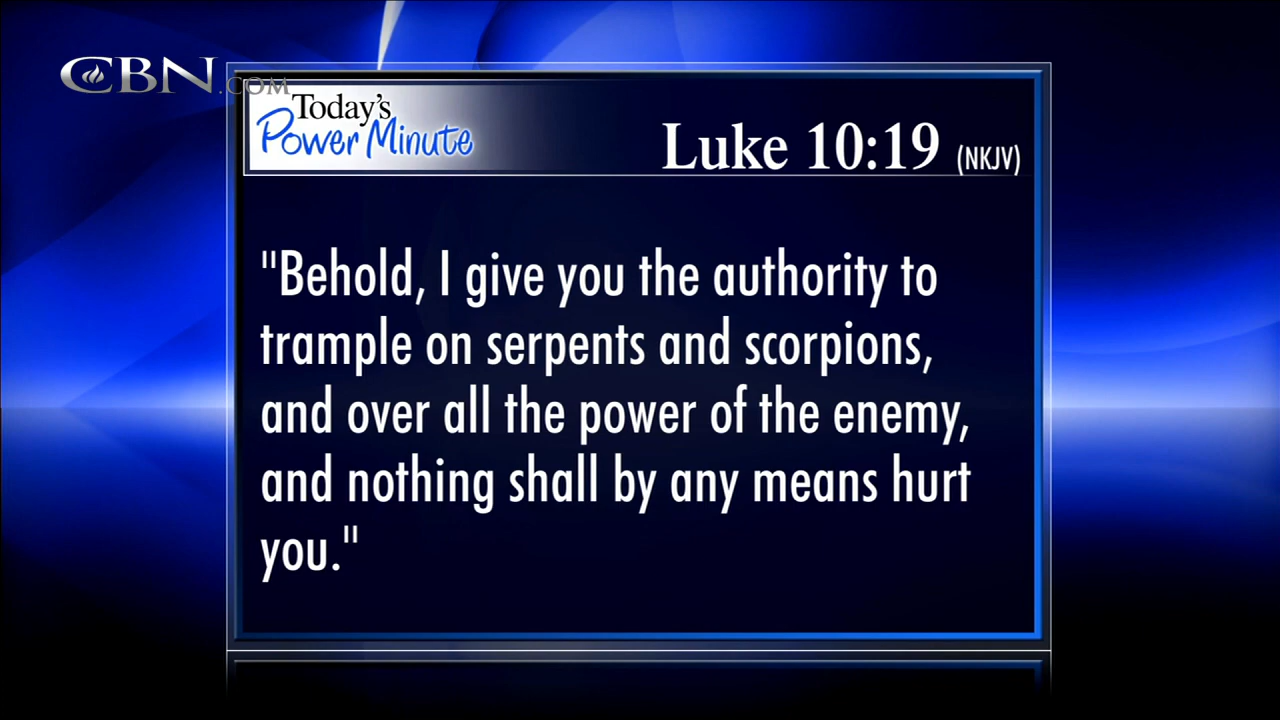 CBN.COM
Today's
Power Minute
Luke 10:19 (NKJV)
"Behold, I give you the authority to
trample on serpents and scorpions,
and over all the power of the enemy,
and nothing shall by any means hurt
you."